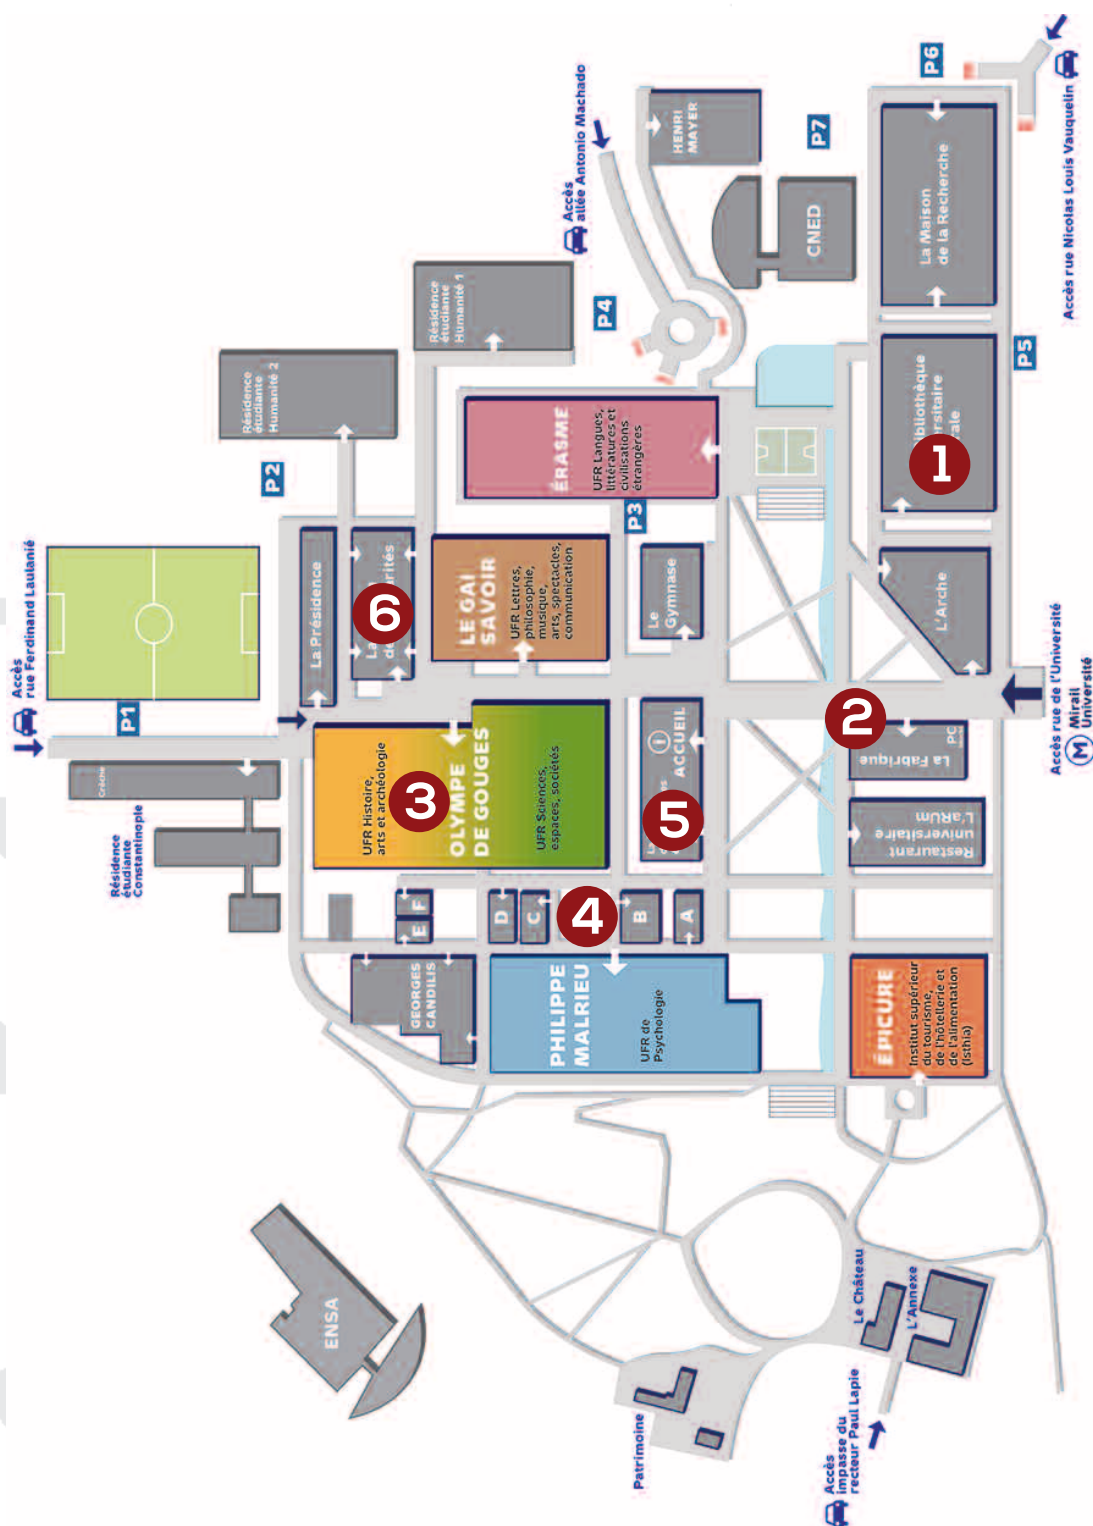 Accès
rue Ferdinand Laulanié
P1
Crèche
Résidence
étudiante
Constantinople
La Présidence
6
P2
Résidence
étudiante
Humanité 2
Résidence
étudiante
Humanité 1
Accès
allée Antonio Machado
P4
HENRI
MAYER
P7
CNED
P6
Accès rue Nicolas Louis Vauquelin
La Maison
de la Recherche
P5
1
L'Arche
ÉRASME
UFR Langues,
littératures et
civilisations
étrangères
P3
LE GAI
SAVOIR
UFR Lettres,
philosophie,
musique,
arts, spectacles,
communication
Le
Gymnase
UFR Histoire,
arts et archéologie
3
OLYMPE
DE GOUGES
UFR Sciences,
espaces, sociétés
i
ACCUEIL
5
2
PC
La Fabrique
Restaurant
universitaire
L'aRUm
Accès rue de l'Université
M Mirail
Université
F
E
D
C
4
B
A
GEORGES
CANDILIS
PHILIPPE
MALRIEU
UFR de
Psychologie
ÉPICURE
Institut supérieur
du tourisme,
de l'hôtellerie et
de l'alimentation
(Isthia)
ENSA
Patrimoine
Le Château
L'Annexe
Accès
impasse du
recteur Paul Lapie